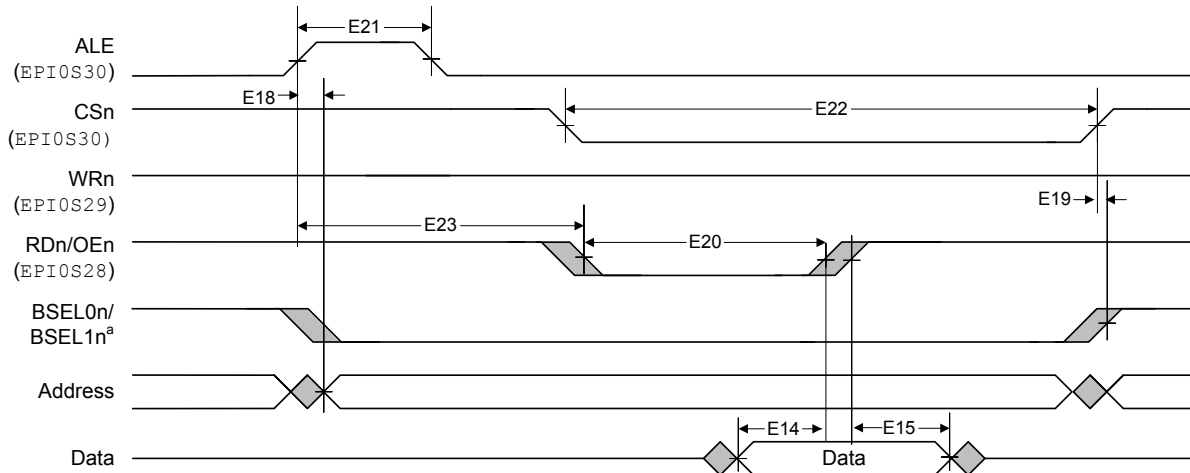 ALE
(EPI0S30)
E21
E18
CSn
(EPI0S30)
E22
WRn
(EPI0S29)
E19
E23
RDn/OEn
(EPI0S28)
E20
BSEL0n/
BSEL1nª
Address
E14
E15
Data
Data